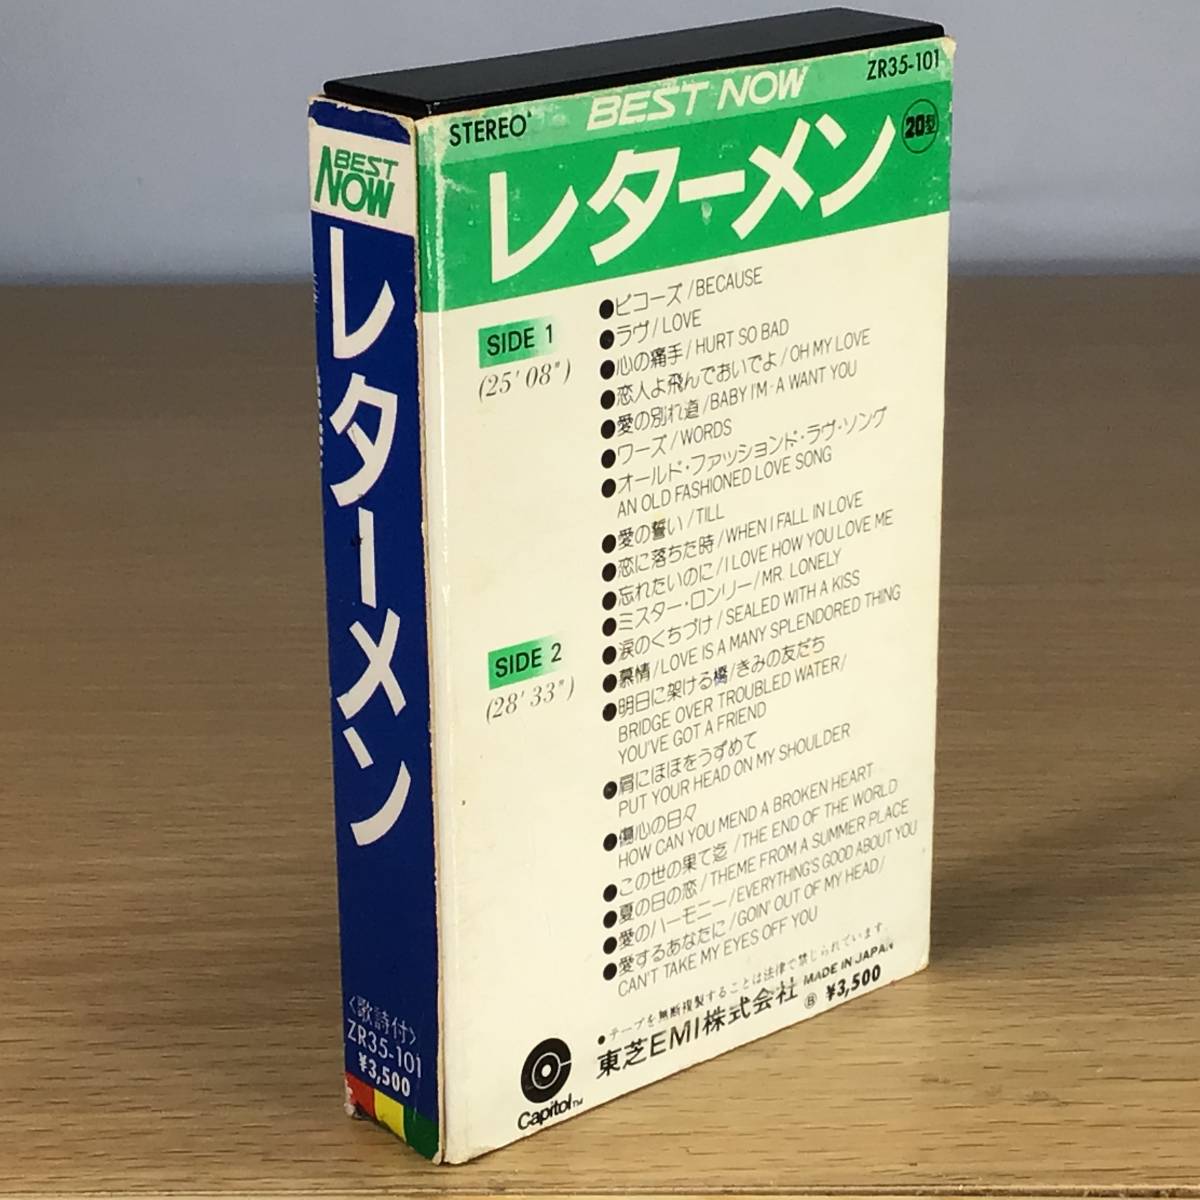 BEST
NOW
レターメン
〈歌詩付〉
ZR35-101
¥3,500
STEREO
BEST NOW
ZR35-101
20型
レターメン
SIDE 1
(25'08")
●ビコーズ/BECAUSE
●ラヴ/LOVE
●心の痛手/HURT SO BAD
●恋人よ飛んでおいでよ/OH MY LOVE
●愛の別れ道/BABY I'M-A WANT YOU
●ワーズ/WORDS
●オールド・ファッションド・ラヴ・ソング
AN OLD FASHIONED LOVE SONG
●愛の誓い/TILL
●恋に落ちた時/WHEN I FALL IN LOVE
●忘れたいのに/I LOVE HOW YOU LOVE ME
●ミスター・ロンリー/MR. LONELY
SIDE 2
(28'33")
●涙のくちづけ/SEALED WITH A KISS
●慕情/LOVE IS A MANY SPLENDORED THING
●明日に架ける橋/きみの友だち
BRIDGE OVER TROUBLED WATER/
YOU'VE GOT A FRIEND
●肩にほほをうずめて
PUT YOUR HEAD ON MY SHOULDER
●傷心の日々
HOW CAN YOU MEND A BROKEN HEART
●この世の果て迄/THE END OF THE WORLD
●夏の日の恋/THEME FROM A SUMMER PLACE
●愛のハーモニー/EVERYTHING'S GOOD ABOUT YOU
●愛するあなたに/GOIN' OUT OF MY HEAD/
CAN'T TAKE MY EYES OFF YOU
●テープを無断複製することは法律で禁じられています。
東芝EMI株式会社 Ⓑ MADE IN JAPAN ¥3,500
Capitol™